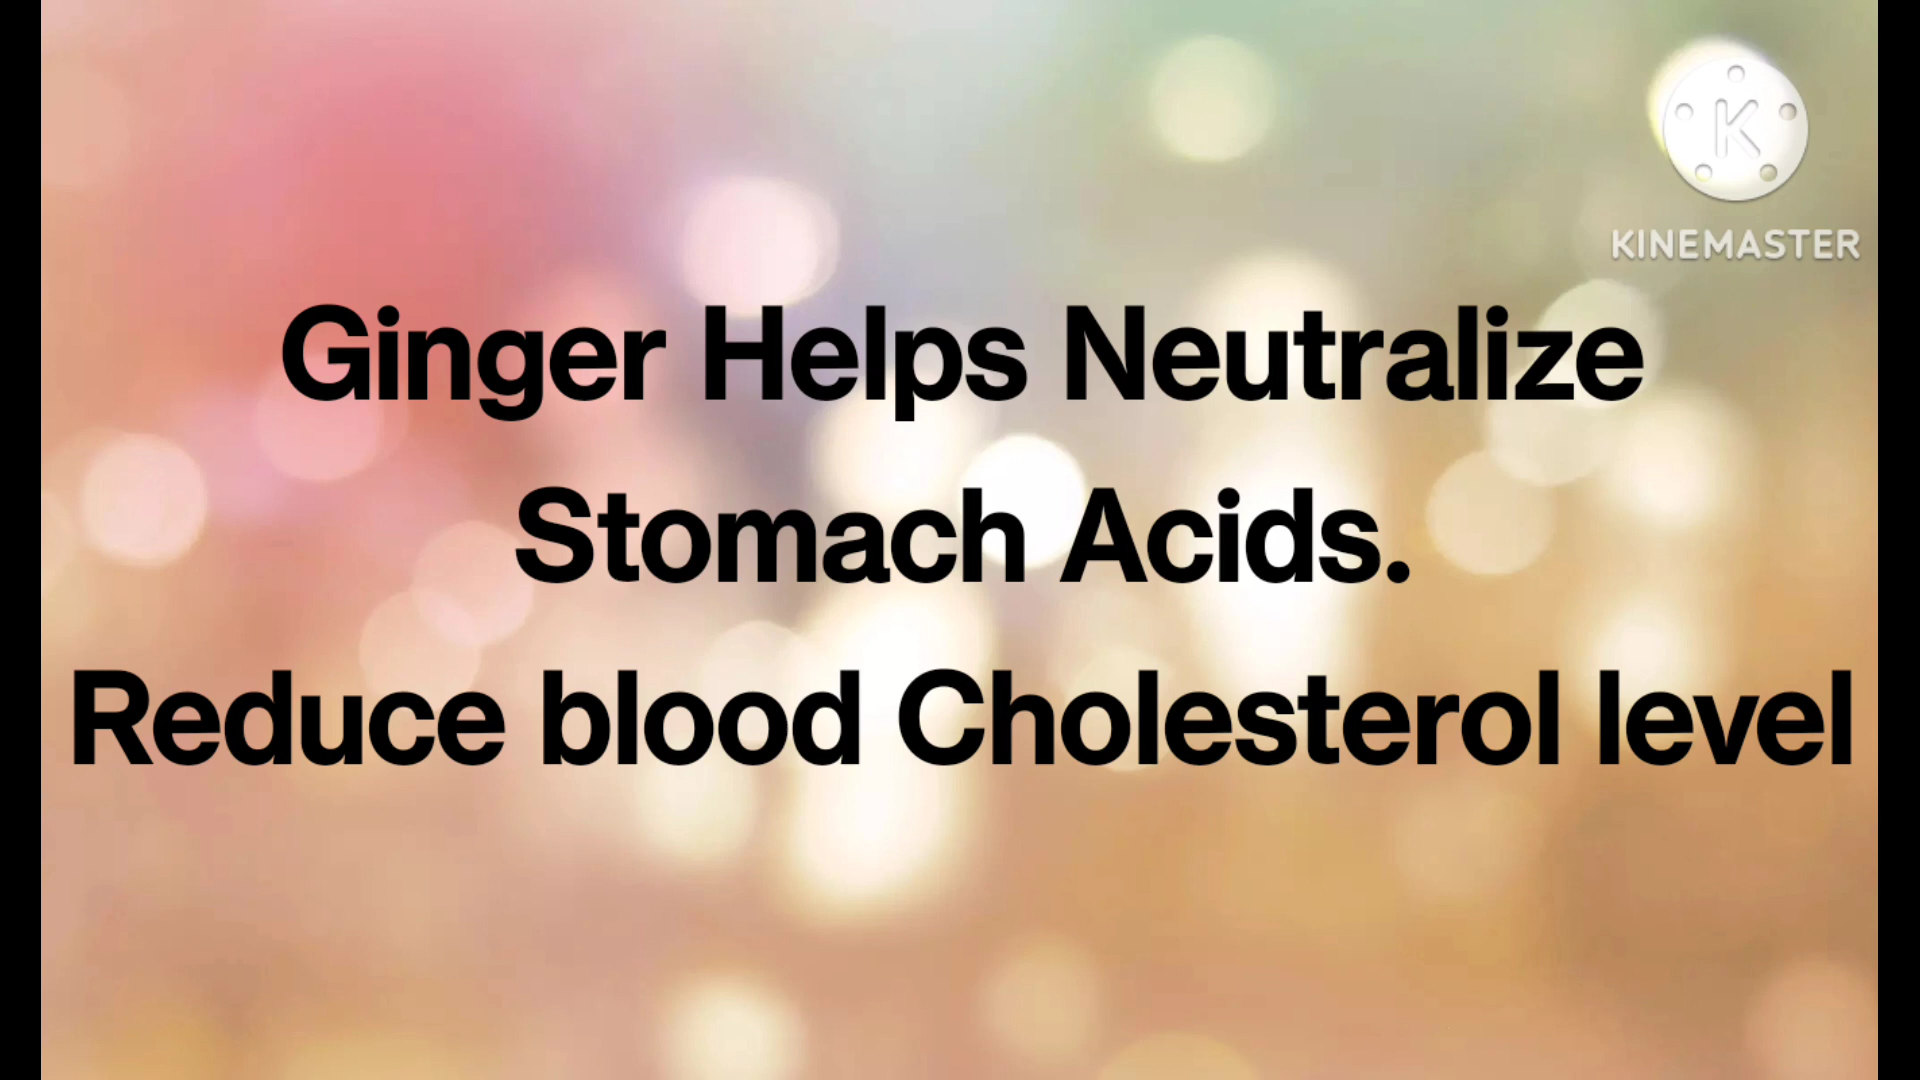 K
KINEMASTER
Ginger Helps Neutralize
Stomach Acids.
Reduce blood Cholesterol level